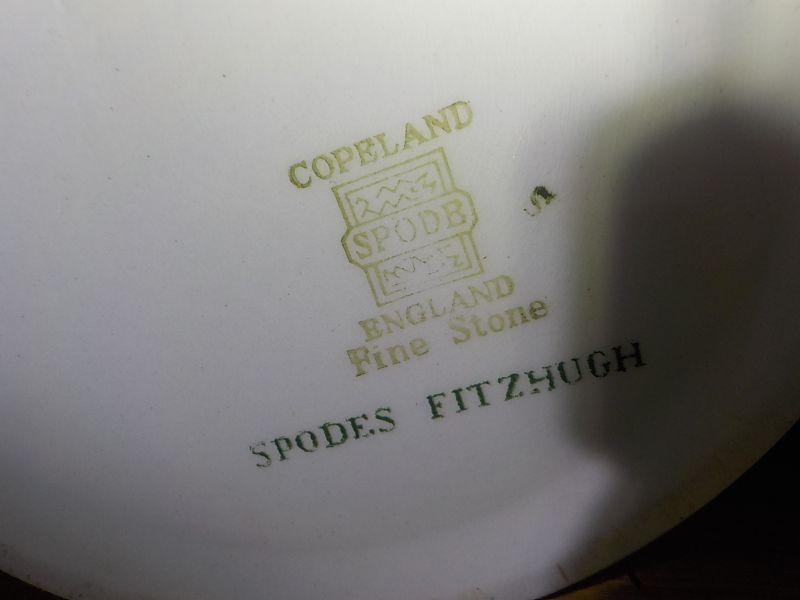 COPELAND
SPODE
ENGLAND
Fine Stone
SPODES FITZHUGH